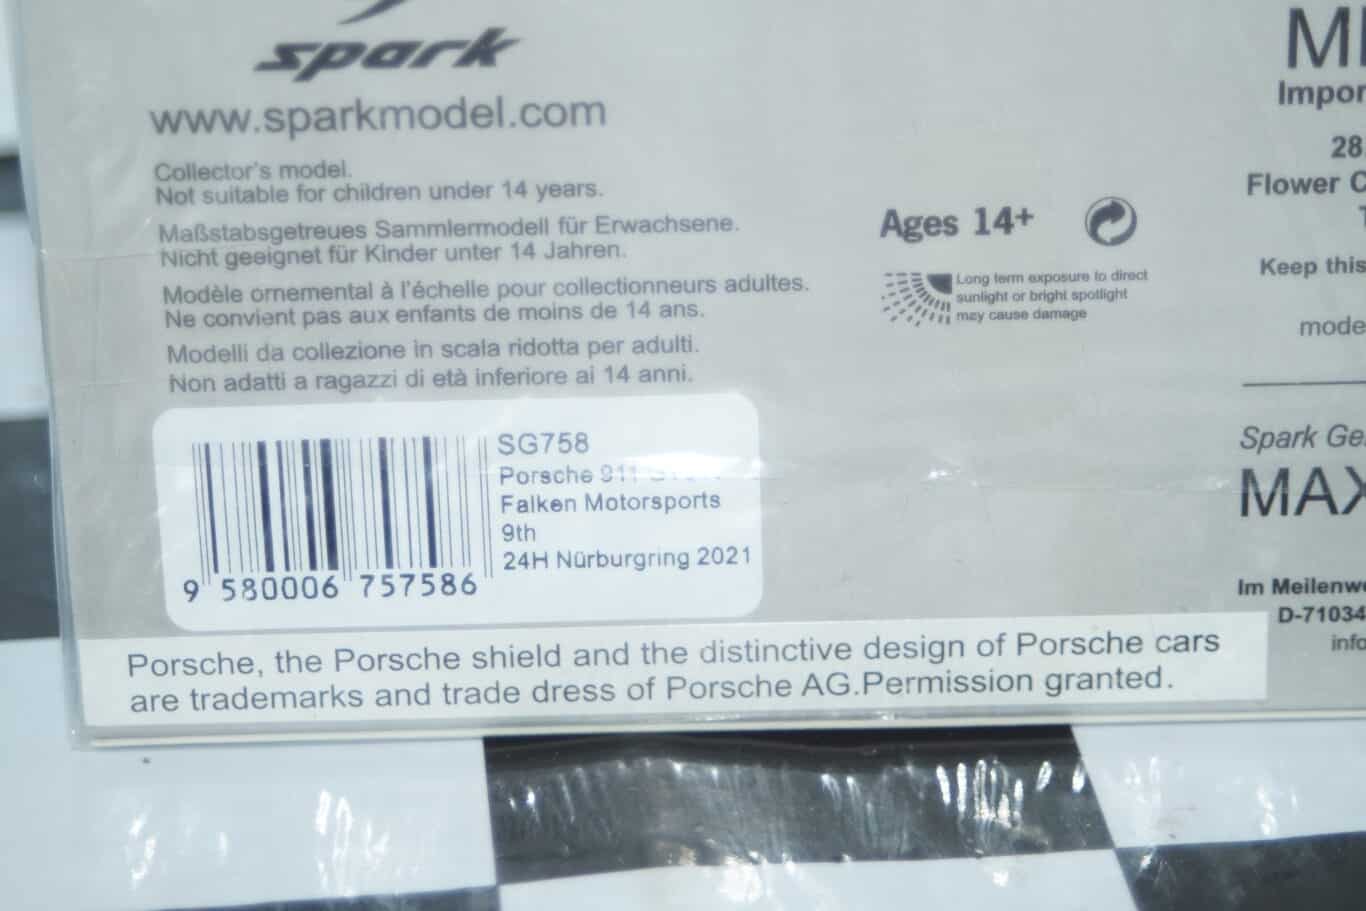 spark
www.sparkmodel.com
Collector's model.
Not suitable for children under 14 years.
Maßstabsgetreues Sammlermodell für Erwachsene.
Nicht geeignet für Kinder unter 14 Jahren.
Modèle ornemental à l'échelle pour collectionneurs adultes.
Ne convient pas aux enfants de moins de 14 ans.
Modelli da collezione in scala ridotta per adulti.
Non adatti a ragazzi di età inferiore ai 14 anni.
Ages 14+
Long term exposure to direct
sunlight or bright spotlight
may cause damage
28
Flower
Keep this
Spark
Im
D-71034
SG758
Porsche 911
Falken Motorsports
9th
24H Nürburgring 2021
9 580006 757586
Porsche, the Porsche shield and the distinctive design of Porsche cars
are trademarks and trade dress of Porsche AG.Permission granted.